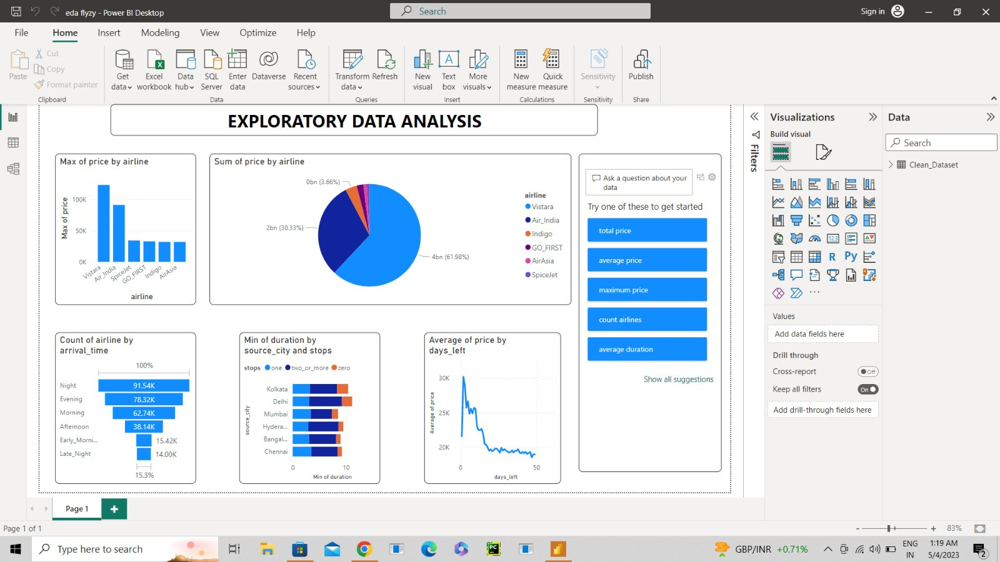 eda flyzy - Power BI Desktop
Search
Sign in
File
Home
Insert
Modeling
View
Optimize
Help
Paste
Cut
Copy
Format painter
Clipboard
Get data
Excel workbook
Data hub
SQL Server
Enter data
Dataverse
Recent sources
Data
Transform data
Refresh
Queries
New visual
Text box
More visuals
Insert
New measure
Quick measure
Calculations
Sensitivity
Sensitivity
Publish
Share
EXPLORATORY DATA ANALYSIS
Max of price by airline
Max of price
100K
50K
0K
Vistara
Air_India
SpiceJet
GO_FIRST
Indigo
AirAsia
airline
Sum of price by airline
0bn (3.66%)
2bn (30.33%)
4bn (61.98%)
airline
Vistara
Air_India
Indigo
GO_FIRST
AirAsia
SpiceJet
Ask a question about your
data
Try one of these to get started
total price
average price
maximum price
count airlines
average duration
Show all suggestions
Count of airline by
arrival_time
100%
Night 91.54K
Evening 78.32K
Morning 62.74K
Afternoon 38.14K
Early_Morni... 15.42K
Late_Night 14.00K
15.3%
Min of duration by
source_city and stops
stops one two_or_more zero
source_city
Kolkata
Delhi
Mumbai
Hydera...
Bangal...
Chennai
0 10
Min of duration
Average of price by
days_left
Average of price
30K
25K
20K
0 50
days_left
Filters
Visualizations
Build visual
123
R
Py
...
Values
Add data fields here
Drill through
Cross-report
Off
Keep all filters
On
Add drill-through fields here
Data
Search
Clean_Dataset
Page 1
Page 1 of 1
- + 83%
Type here to search
PC
GBP/INR +0.71%
ENG
IN
1:19 AM
5/4/2023
2